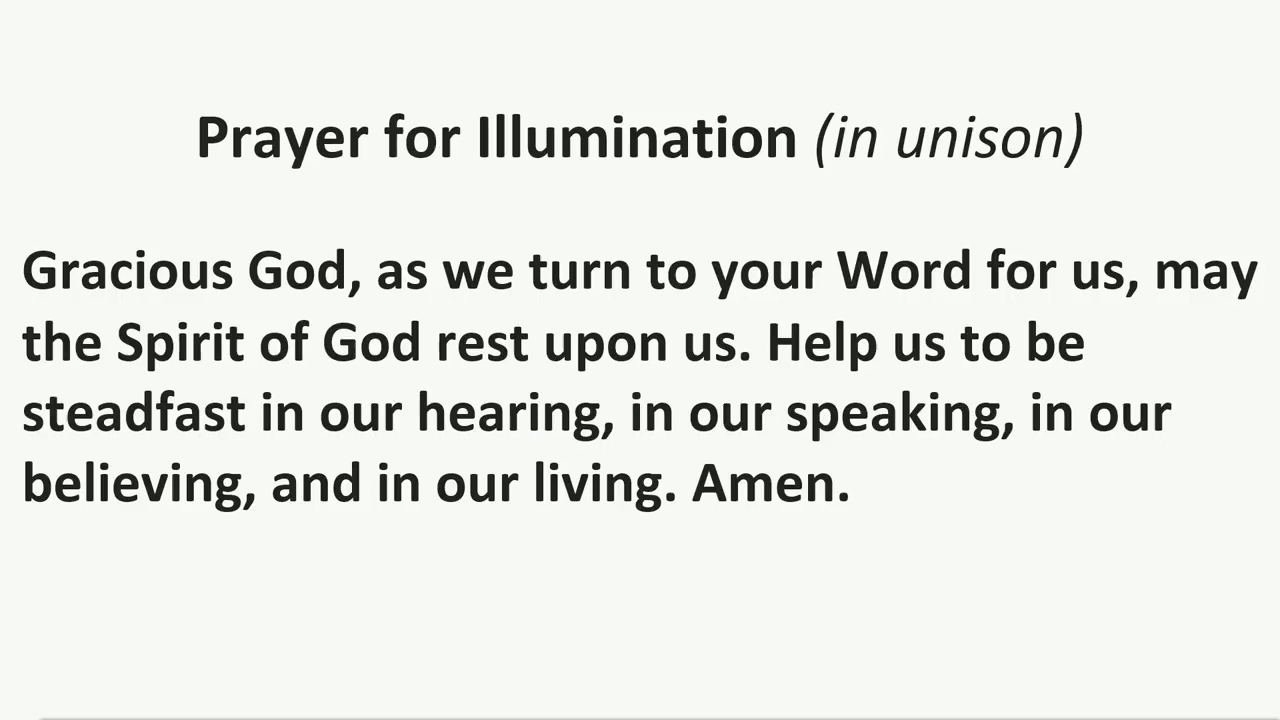 Prayer for Illumination (in unison)
Gracious God, as we turn to your Word for us, may
the Spirit of God rest upon us. Help us to be
steadfast in our hearing, in our speaking, in our
believing, and in our living. Amen.